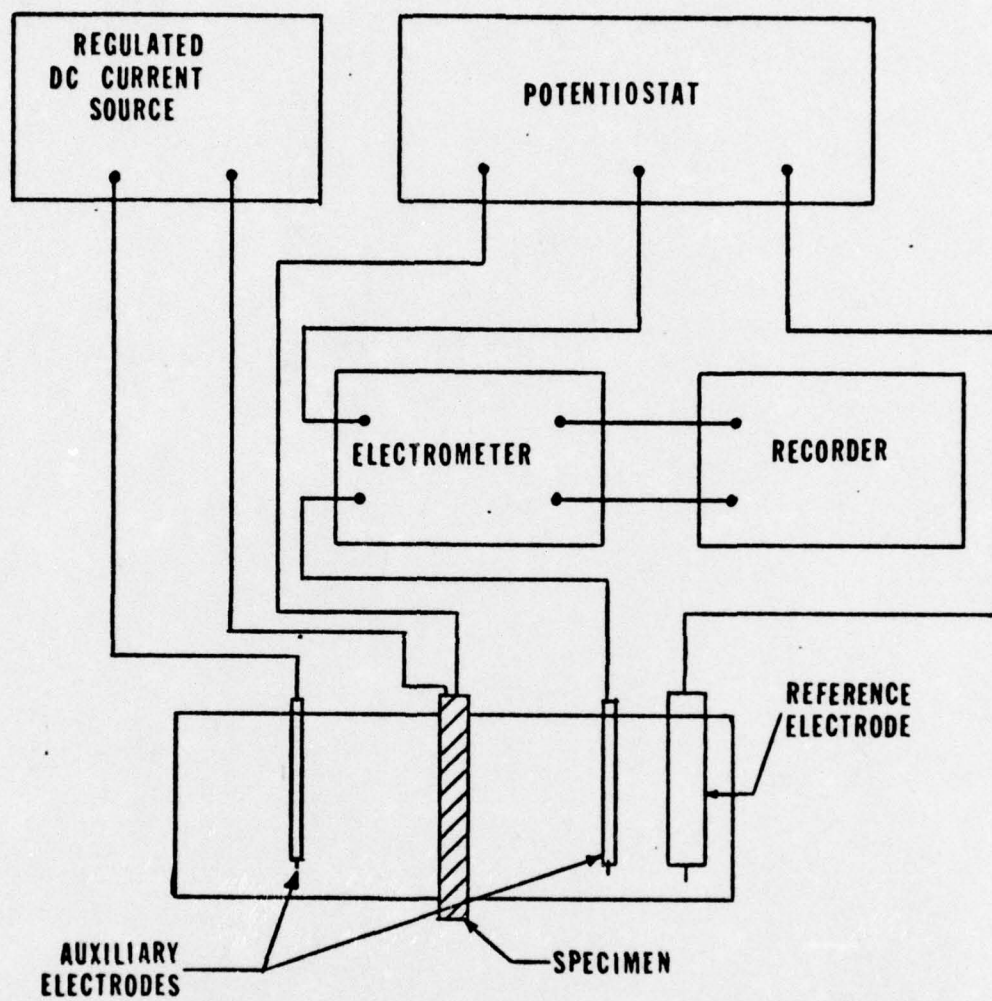 REGULATED
DC CURRENT
SOURCE
POTENTIOSTAT
ELECTROMETER
RECORDER
REFERENCE
ELECTRODE
AUXILIARY
ELECTRODES
SPECIMEN